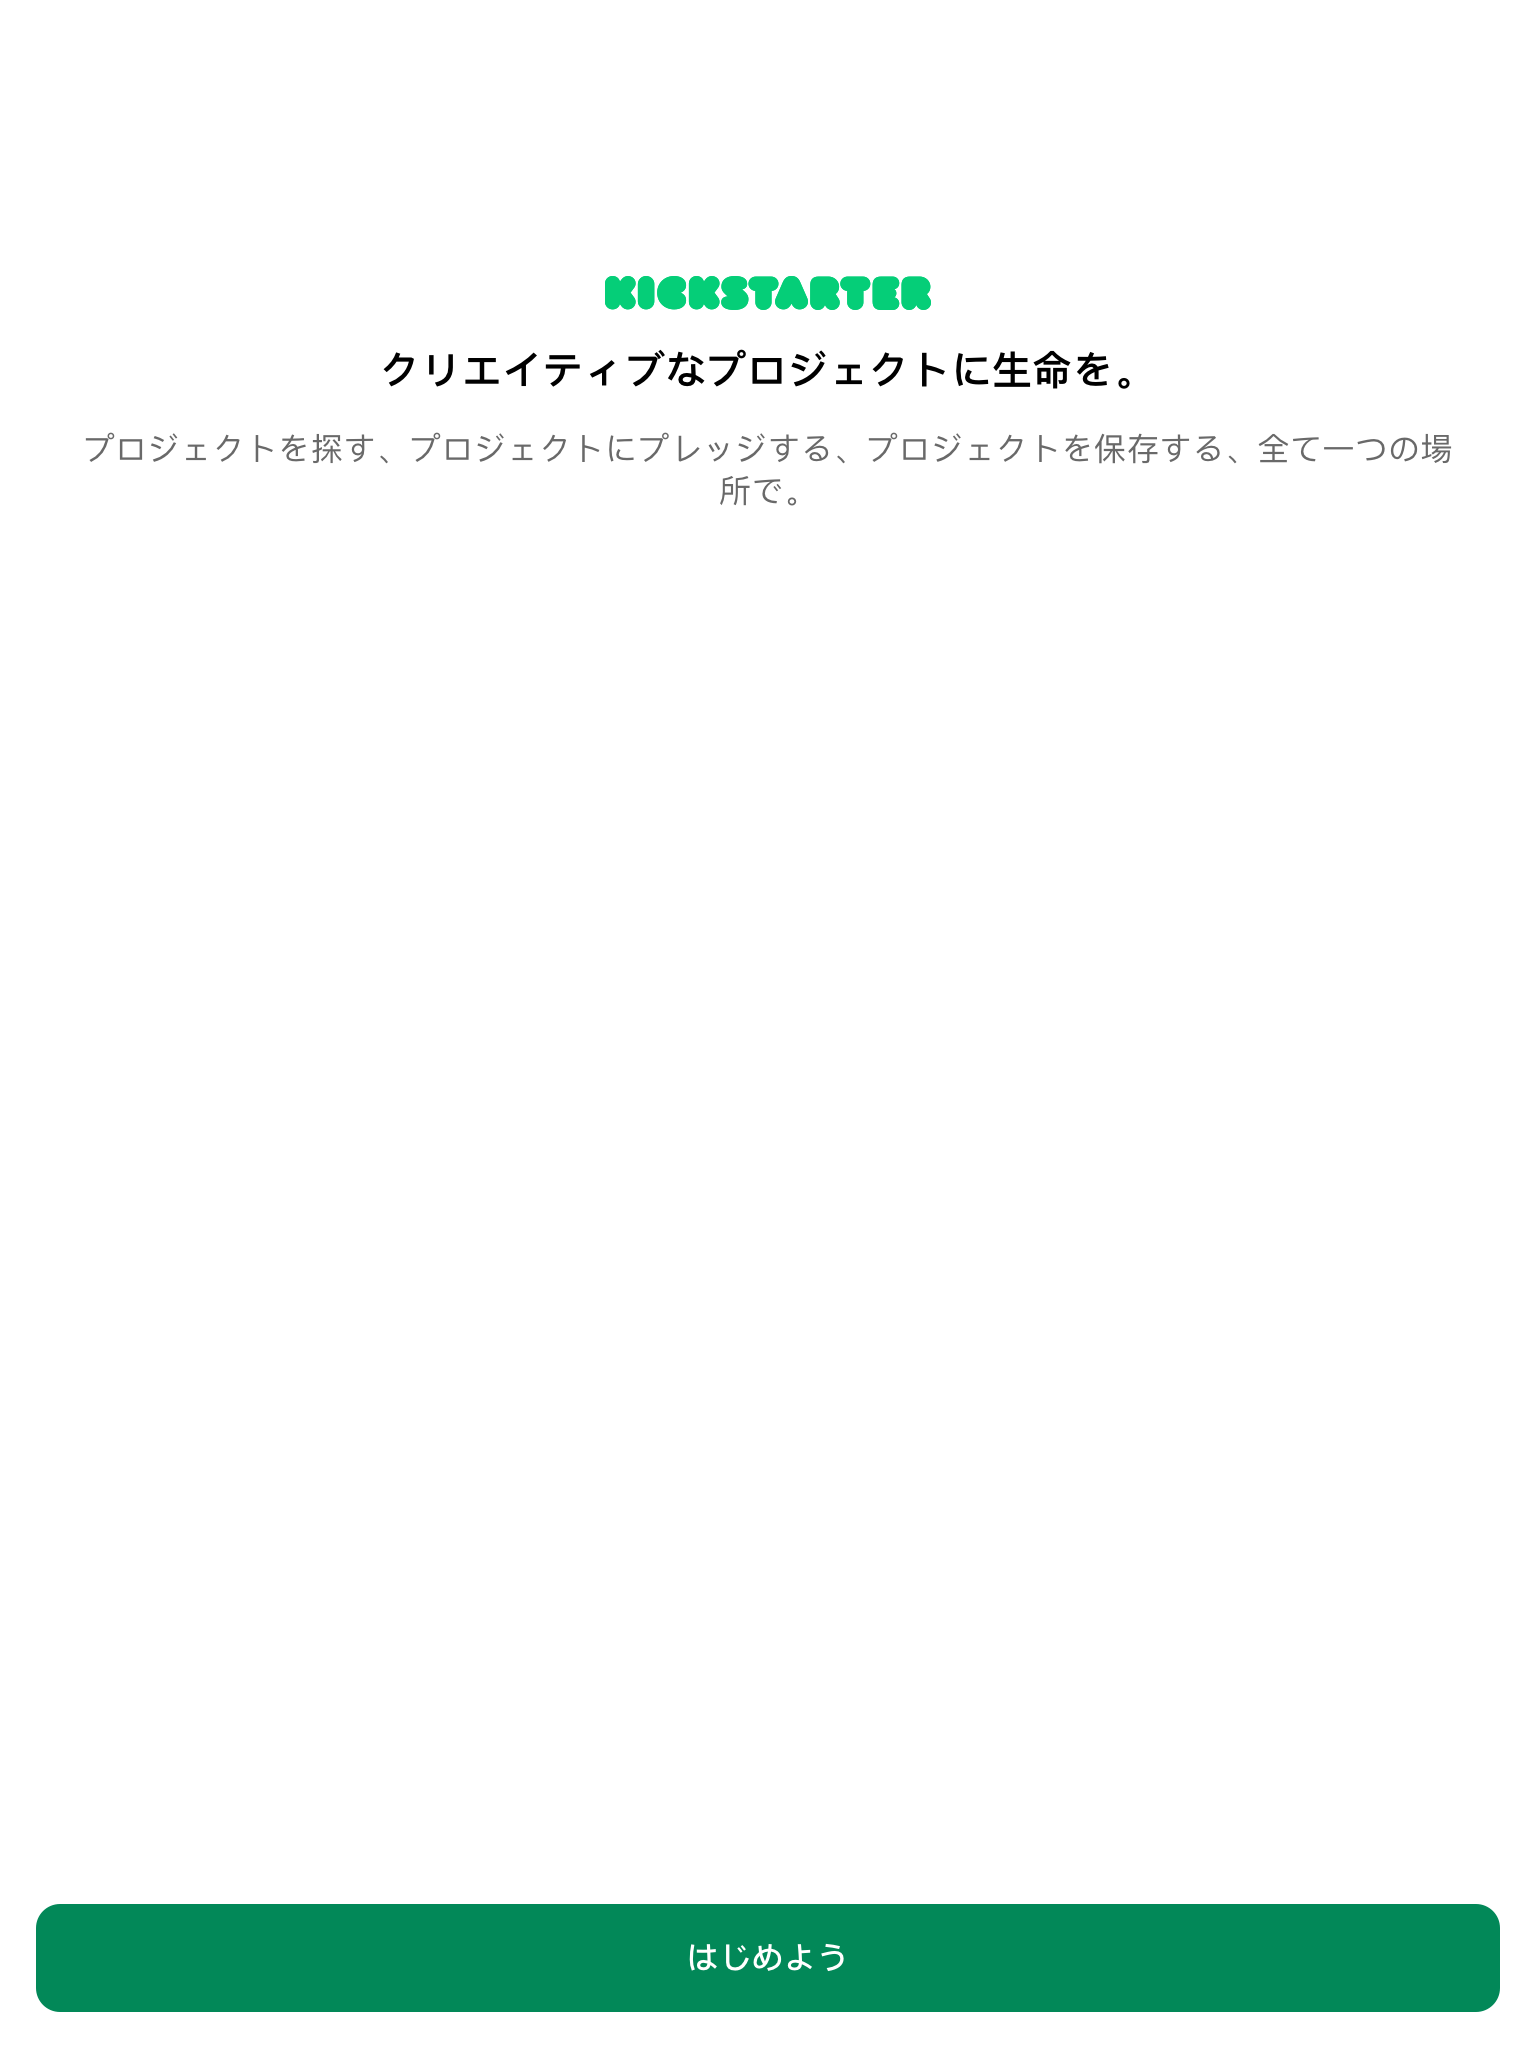 KICKSTARTER
クリエイティブなプロジェクトに生命を。
プロジェクトを探す、プロジェクトにプレッジする、プロジェクトを保存する、全て一つの場
所で。
はじめよう